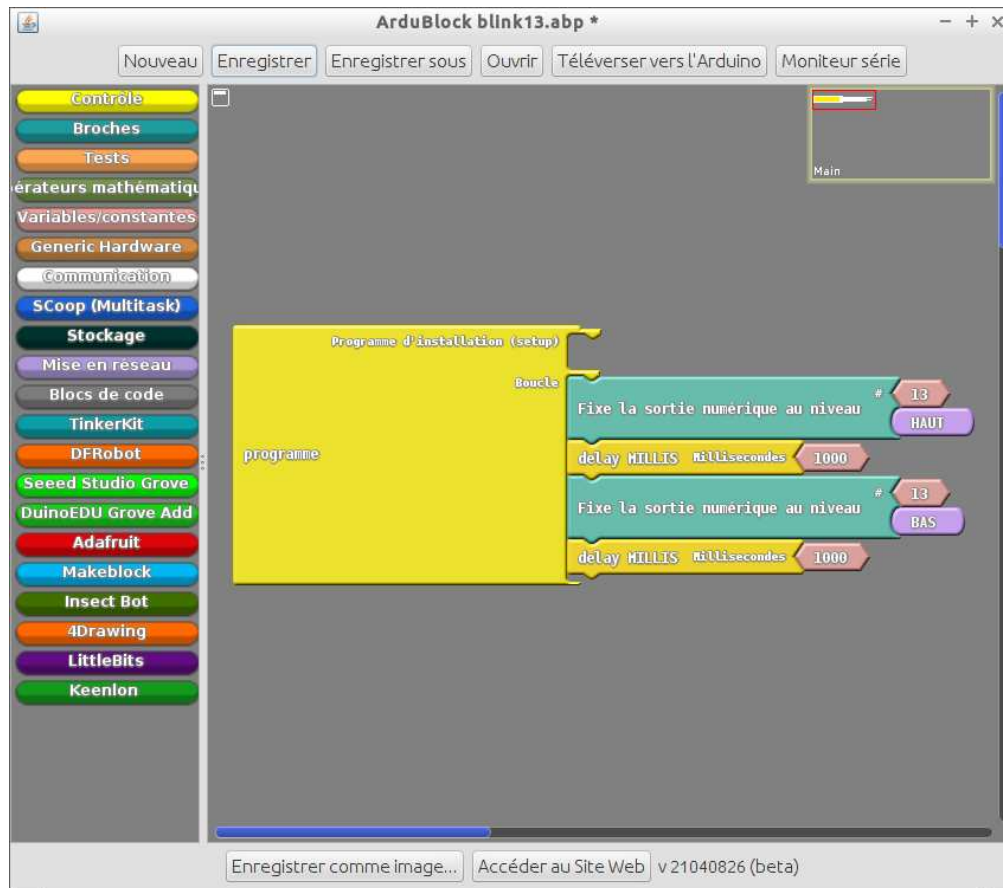 ArduBlock blink13.abp *
Nouveau Enregistrer Enregistrer sous Ouvrir Téléverser vers l'Arduino Moniteur série
Contrôle
Broches
Tests
érateurs mathématiqu
Variables/constantes
Generic Hardware
Communication
SCoop (Multitask)
Stockage
Mise en réseau
Blocs de code
TinkerKit
DFRobot
Seeed Studio Grove
DuinoEDU Grove Add
Adafruit
Makeblock
Insect Bot
4Drawing
LittleBits
Keenlon
Main
programme
Programme d'installation (setup)
Boucle
Fixe la sortie numérique au niveau # 13
HAUT
delay MILLIS Millisecondes 1000
Fixe la sortie numérique au niveau # 13
BAS
delay MILLIS Millisecondes 1000
Enregistrer comme image... Accéder au Site Web v 21040826 (beta)